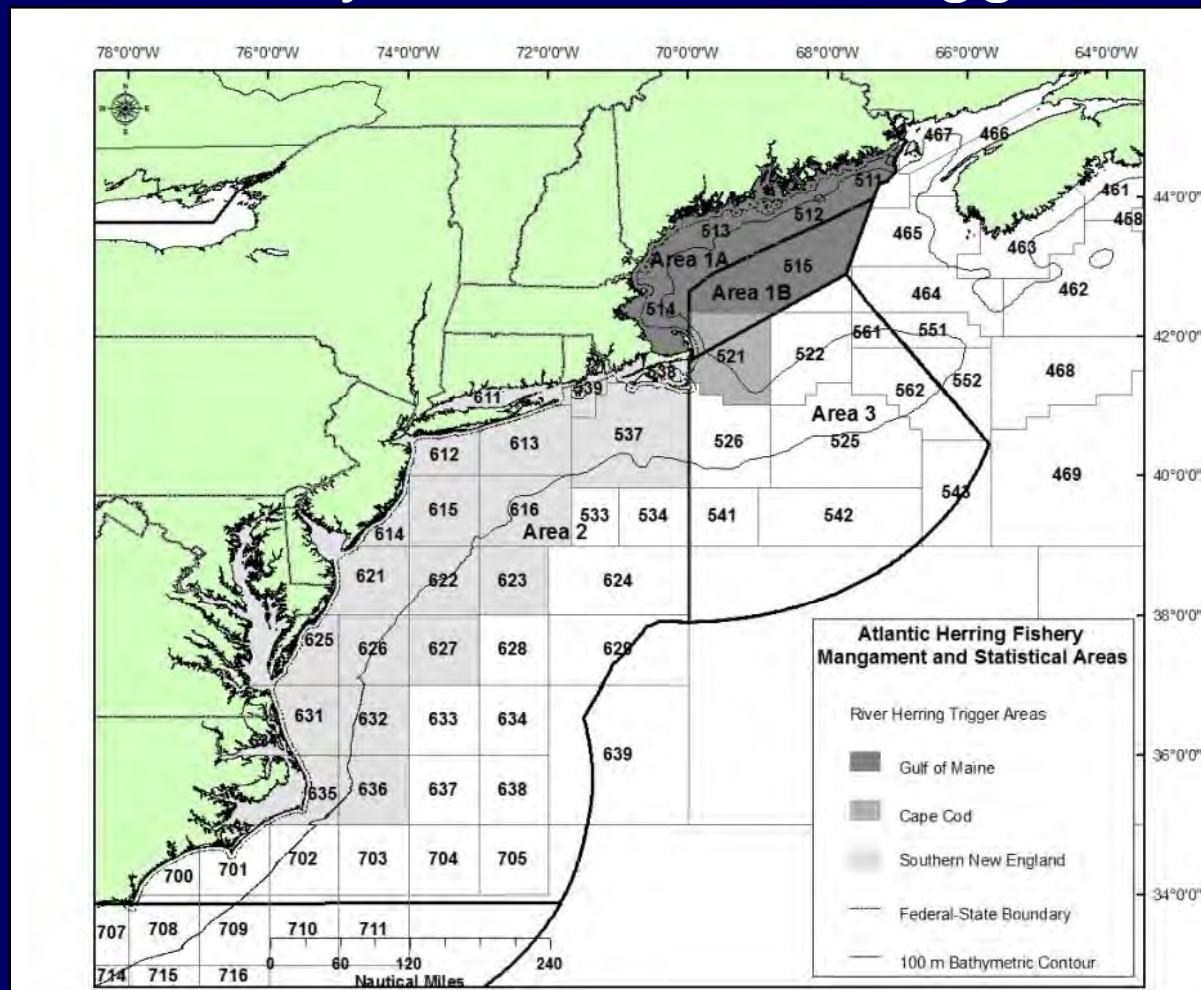 78°0'0"W 76°0'0"W 74°0'0"W 72°0'0"W 70°0'0"W 68°0'0"W 66°0'0"W 64°0'0"W
N
W E
S
467 466
511
461
44°0'0"N
512
458
513
465
463
Area 1A
515
462
Area 1B
464
514
561 551
42°0'0"N
521 522
538
552 468
539
562
611
Area 3
537
613
526 525
612
469
543
40°0'0"
615 616
533 534 541 542
614 Area 2
621 622 623 624
38°0'0"
625 626 627 628 629
631 632 633 634
639
36°0'0"
635 636 637 638
702 703 704 705
700 701
34°0'0"
707 708 709 710 711
0 60 120 240
714 715 716
Nautical Miles
Atlantic Herring Fishery
Mangament and Statistical Areas
River Herring Trigger Areas
Gulf of Maine
Cape Cod
Southern New England
Federal-State Boundary
100 m Bathymetric Contour